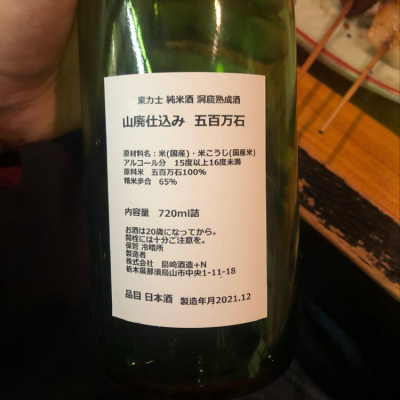 東力士 純米酒 洞窟熟成酒
山廃仕込み 五百万石
原材料名：米(国産)・米こうじ(国産米)
アルコール分 15度以上16度未満
原料米 五百万石100%
精米歩合 65%
内容量 720ml詰
お酒は20歳になってから。
開栓には十分ご注意を。
保管 冷暗所
製造者
株式会社 島崎酒造+N
栃木県那須烏山市中央1-11-18
品目 日本酒 製造年月2021.12